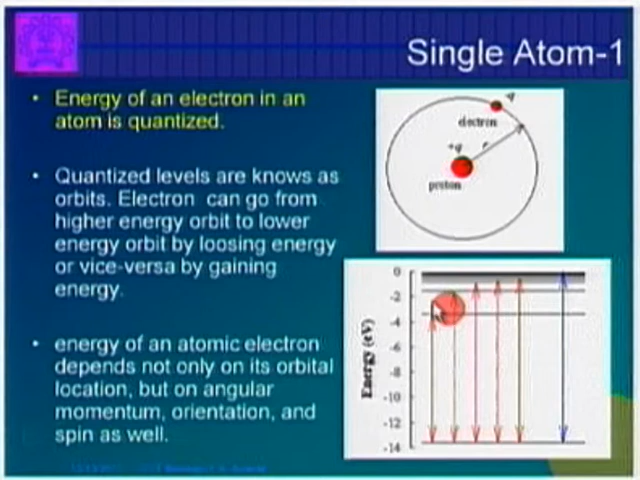 Single Atom-1
• Energy of an electron in an
atom is quantized.
• Quantized levels are knows as
orbits. Electron can go from
higher energy orbit to lower
energy orbit by loosing energy
or vice-versa by gaining
energy.
• energy of an atomic electron
depends not only on its orbital
location, but on angular
momentum, orientation, and
spin as well.
electron
+q
r
proton
Energy (eV)
0
-2
-4
-6
-8
-10
-12
-14